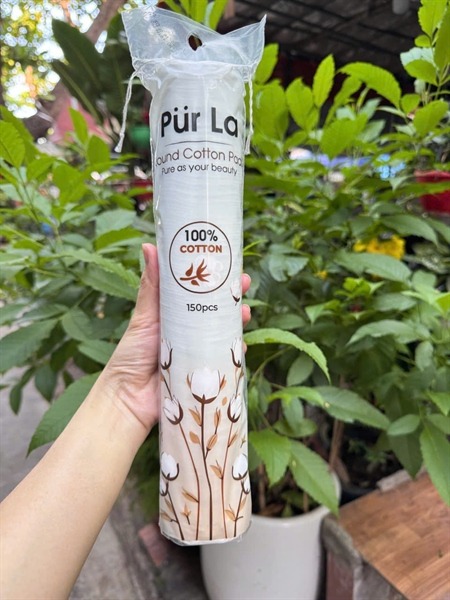 Pür La
ound Cotton Pad
Pure as your beauty
100%
COTTON
150pcs